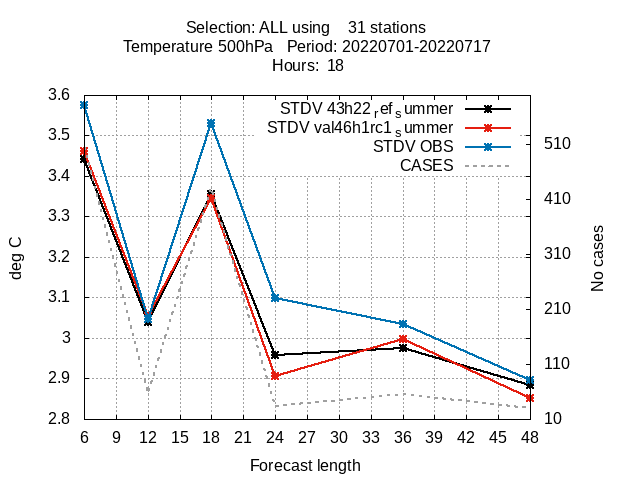 Selection: ALL using 31 stations
Temperature 500hPa Period: 20220701-20220717
Hours: 18
STDV 43h22 ref summer
STDV val46h1rc1 summer
STDV OBS
CASES
deg C
3.6
3.5
3.4
3.3
3.2
3.1
3
2.9
2.8
510
410
310
210
110
10
No cases
6 9 12 15 18 21 24 27 30 33 36 39 42 45 48
Forecast length